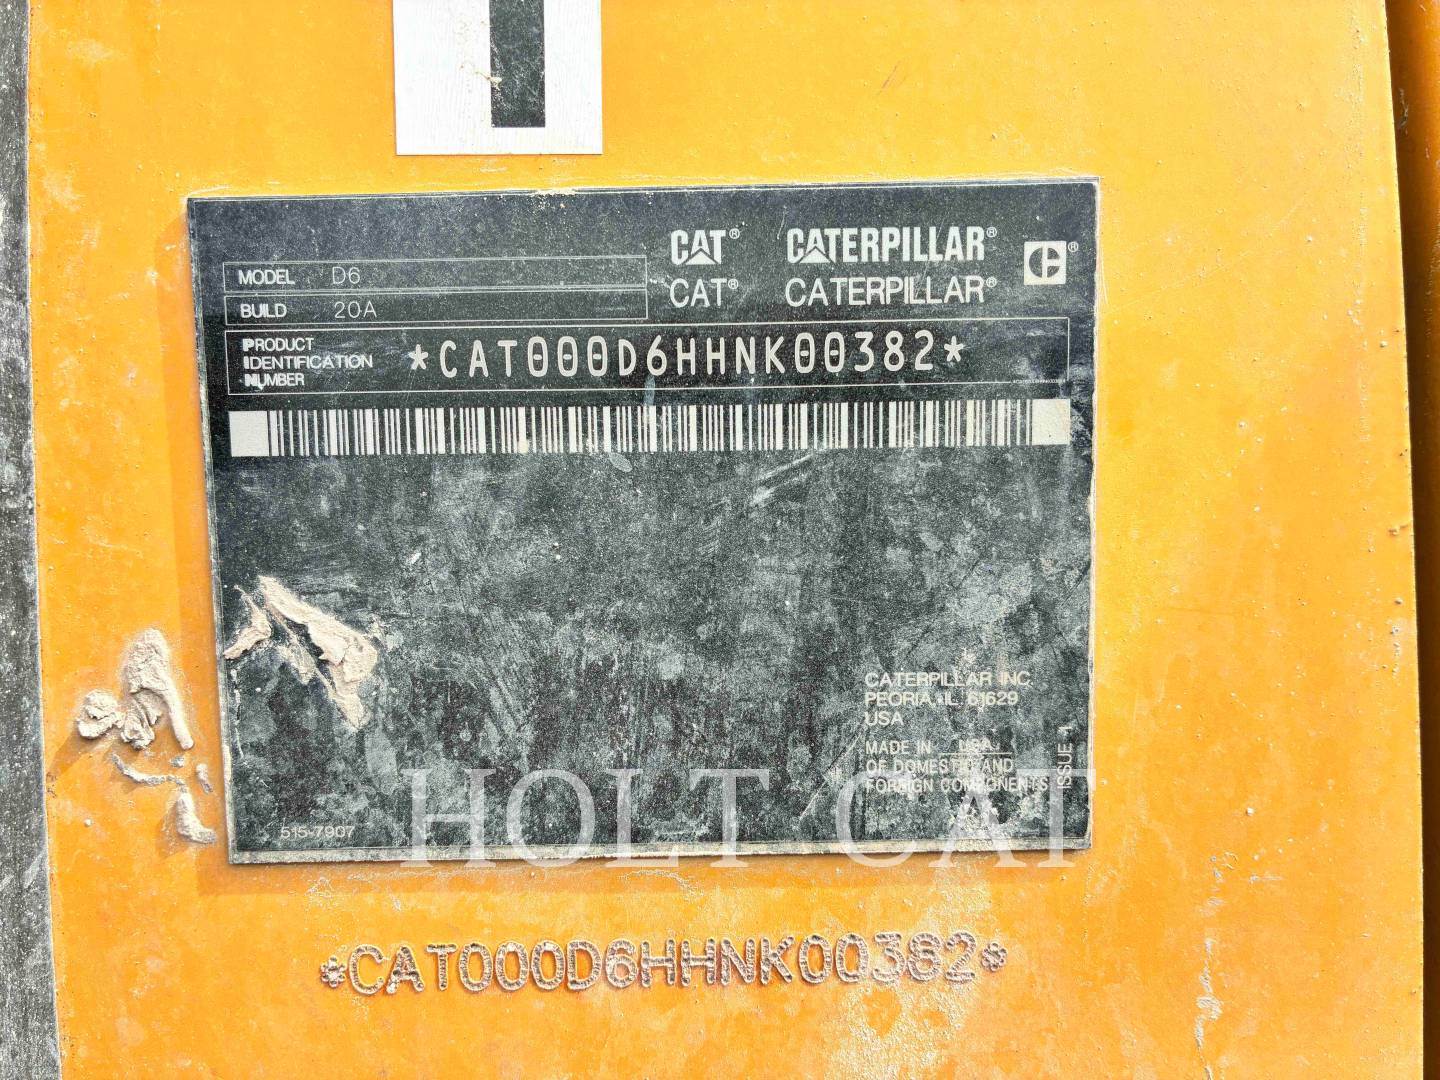 CAT® CATERPILLAR®
CAT® CATERPILLAR®
MODEL D6
BUILD 20A
PRODUCT
IDENTIFICATION
NUMBER
*CAT000D6HHNK00382*
CATERPILLAR INC
PEORIA, IL 61629
USA
MADE IN USA
OF DOMESTIC AND
FOREIGN COMPONENTS
ISSUE 1
515-7907
HOLT CAT
*CAT000D6HHNK00382*